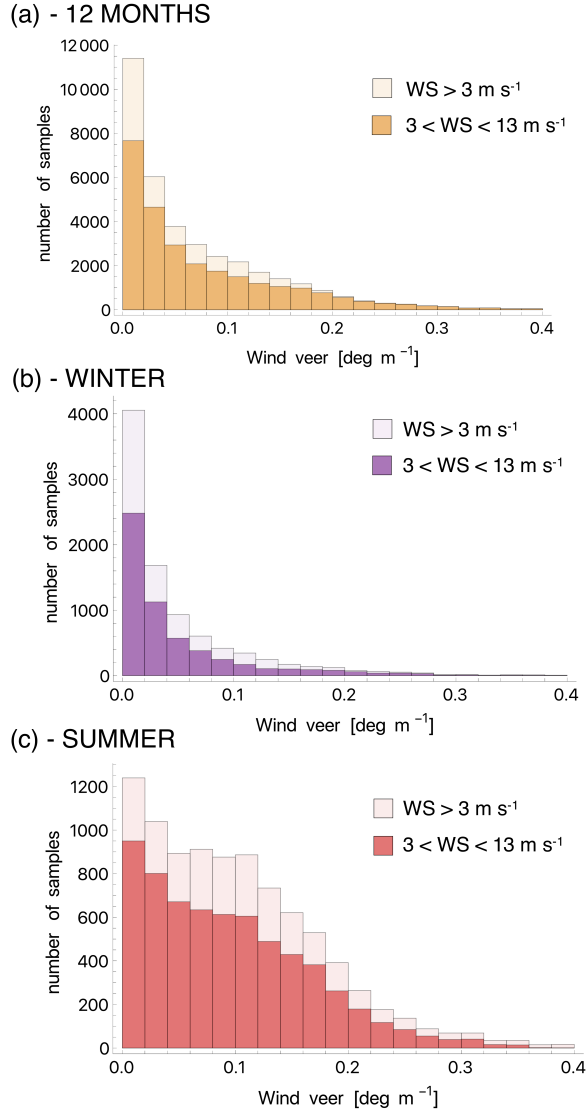 (a) - 12 MONTHS
12 000
10 000
8000
6000
4000
2000
0
number of samples
WS > 3 m s⁻¹
3 < WS < 13 m s⁻¹
0.0 0.1 0.2 0.3 0.4
Wind veer [deg m⁻¹]
(b) - WINTER
4000
3000
2000
1000
0
number of samples
WS > 3 m s⁻¹
3 < WS < 13 m s⁻¹
0.0 0.1 0.2 0.3 0.4
Wind veer [deg m⁻¹]
(c) - SUMMER
1200
1000
800
600
400
200
0
number of samples
WS > 3 m s⁻¹
3 < WS < 13 m s⁻¹
0.0 0.1 0.2 0.3 0.4
Wind veer [deg m⁻¹]